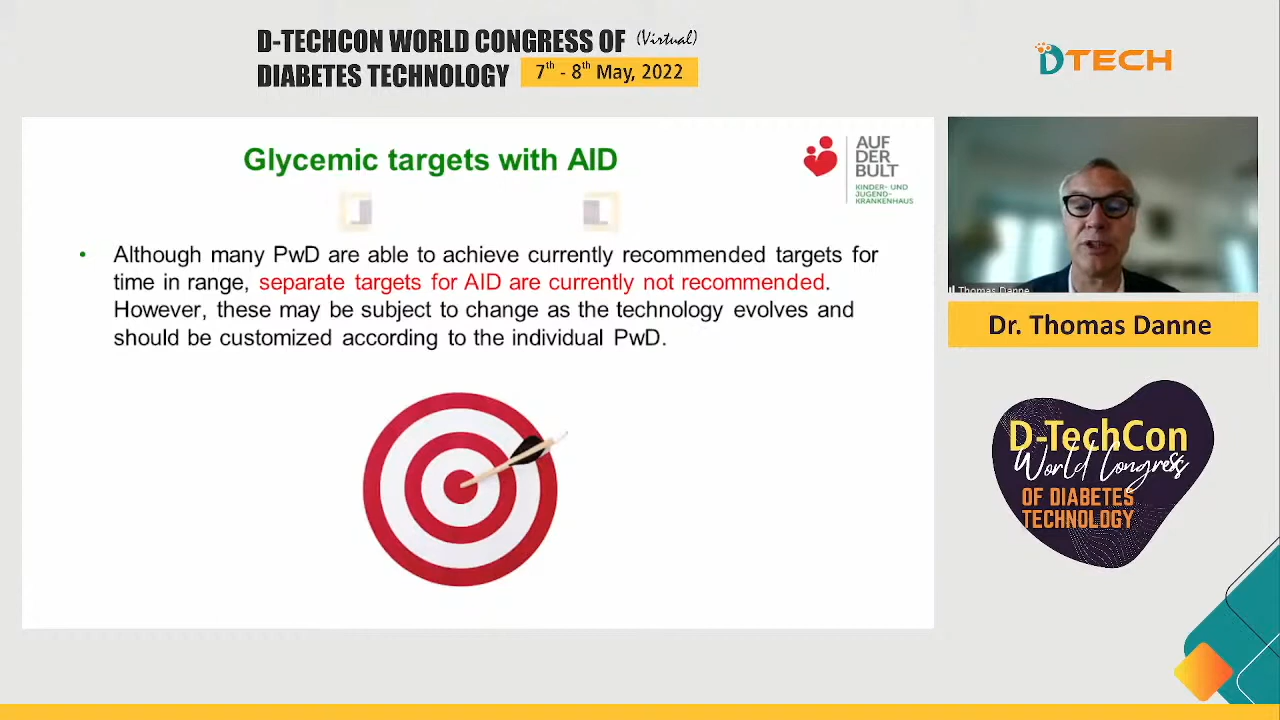 D-TECHCON WORLD CONGRESS OF (Virtual)
DIABETES TECHNOLOGY 7th - 8th May, 2022
DTECH
Glycemic targets with AID
AUF
DER
BULT
KINDER- UND
JUGEND-
KRANKENHAUS
• Although many PwD are able to achieve currently recommended targets for
time in range, separate targets for AID are currently not recommended.
However, these may be subject to change as the technology evolves and
should be customized according to the individual PwD.
Thomas Danne
Dr. Thomas Danne
D-TechCon
World Congress
OF DIABETES
TECHNOLOGY